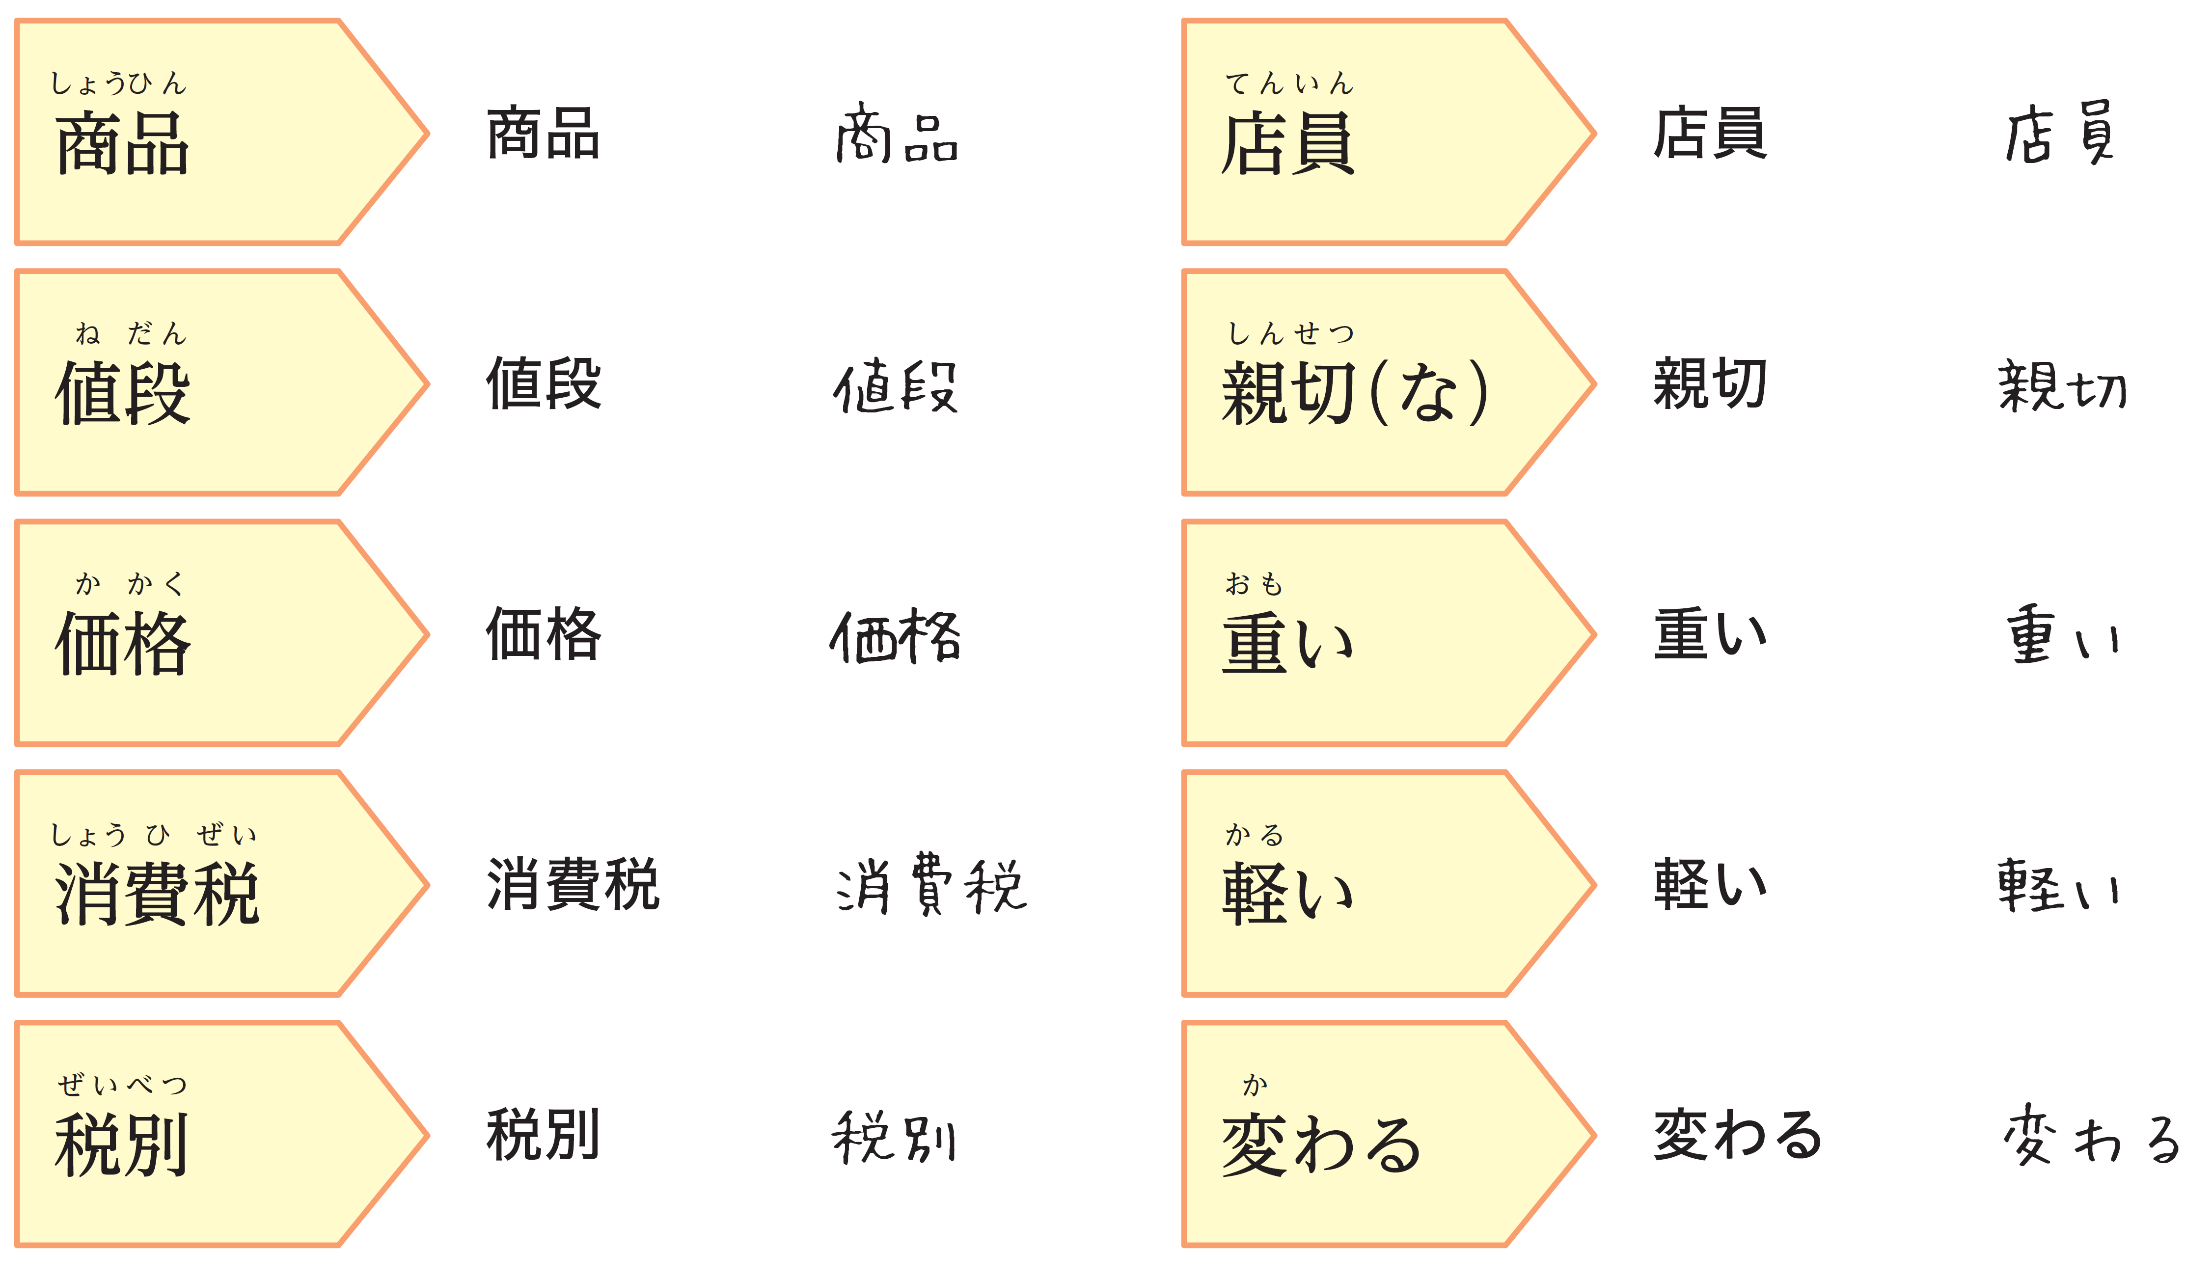 しょうひん
商品 商品 商品
ねだん
値段 値段 値段
かかく
価格 価格 価格
しょうひぜい
消費税 消費税 消費税
ぜいべつ
税別 税別 税別
てんいん
店員 店員 店員
しんせつ
親切(な) 親切 親切
おも
重い 重い 重い
かる
軽い 軽い 軽い
か
変わる 変わる 変わる